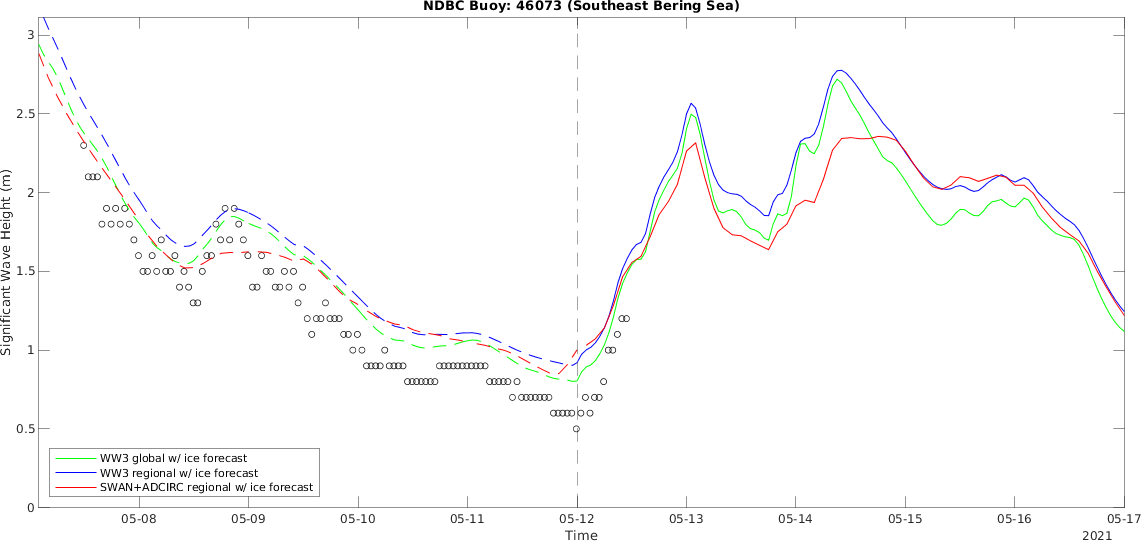 NDBC Buoy: 46073 (Southeast Bering Sea)
Significant Wave Height (m)
3
2.5
2
1.5
1
0.5
0
WW3 global w/ ice forecast
WW3 regional w/ ice forecast
SWAN+ADCIRC regional w/ ice forecast
05-08 05-09 05-10 05-11 05-12 05-13 05-14 05-15 05-16 05-17
Time
2021